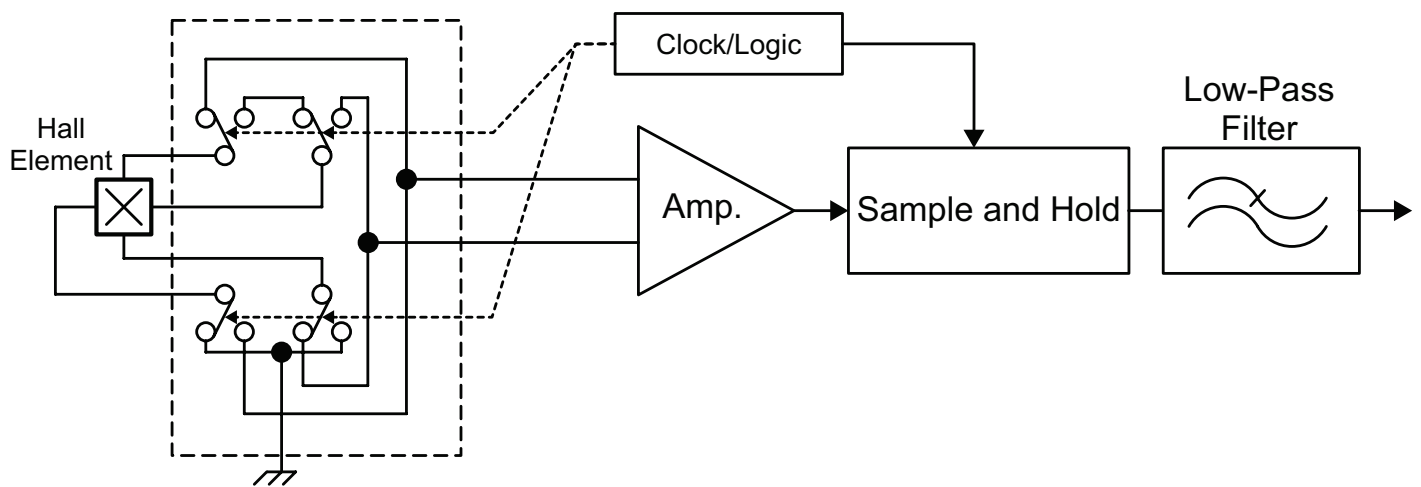 Clock/Logic
Low-Pass
Filter
Hall
Element
Amp.
Sample and Hold